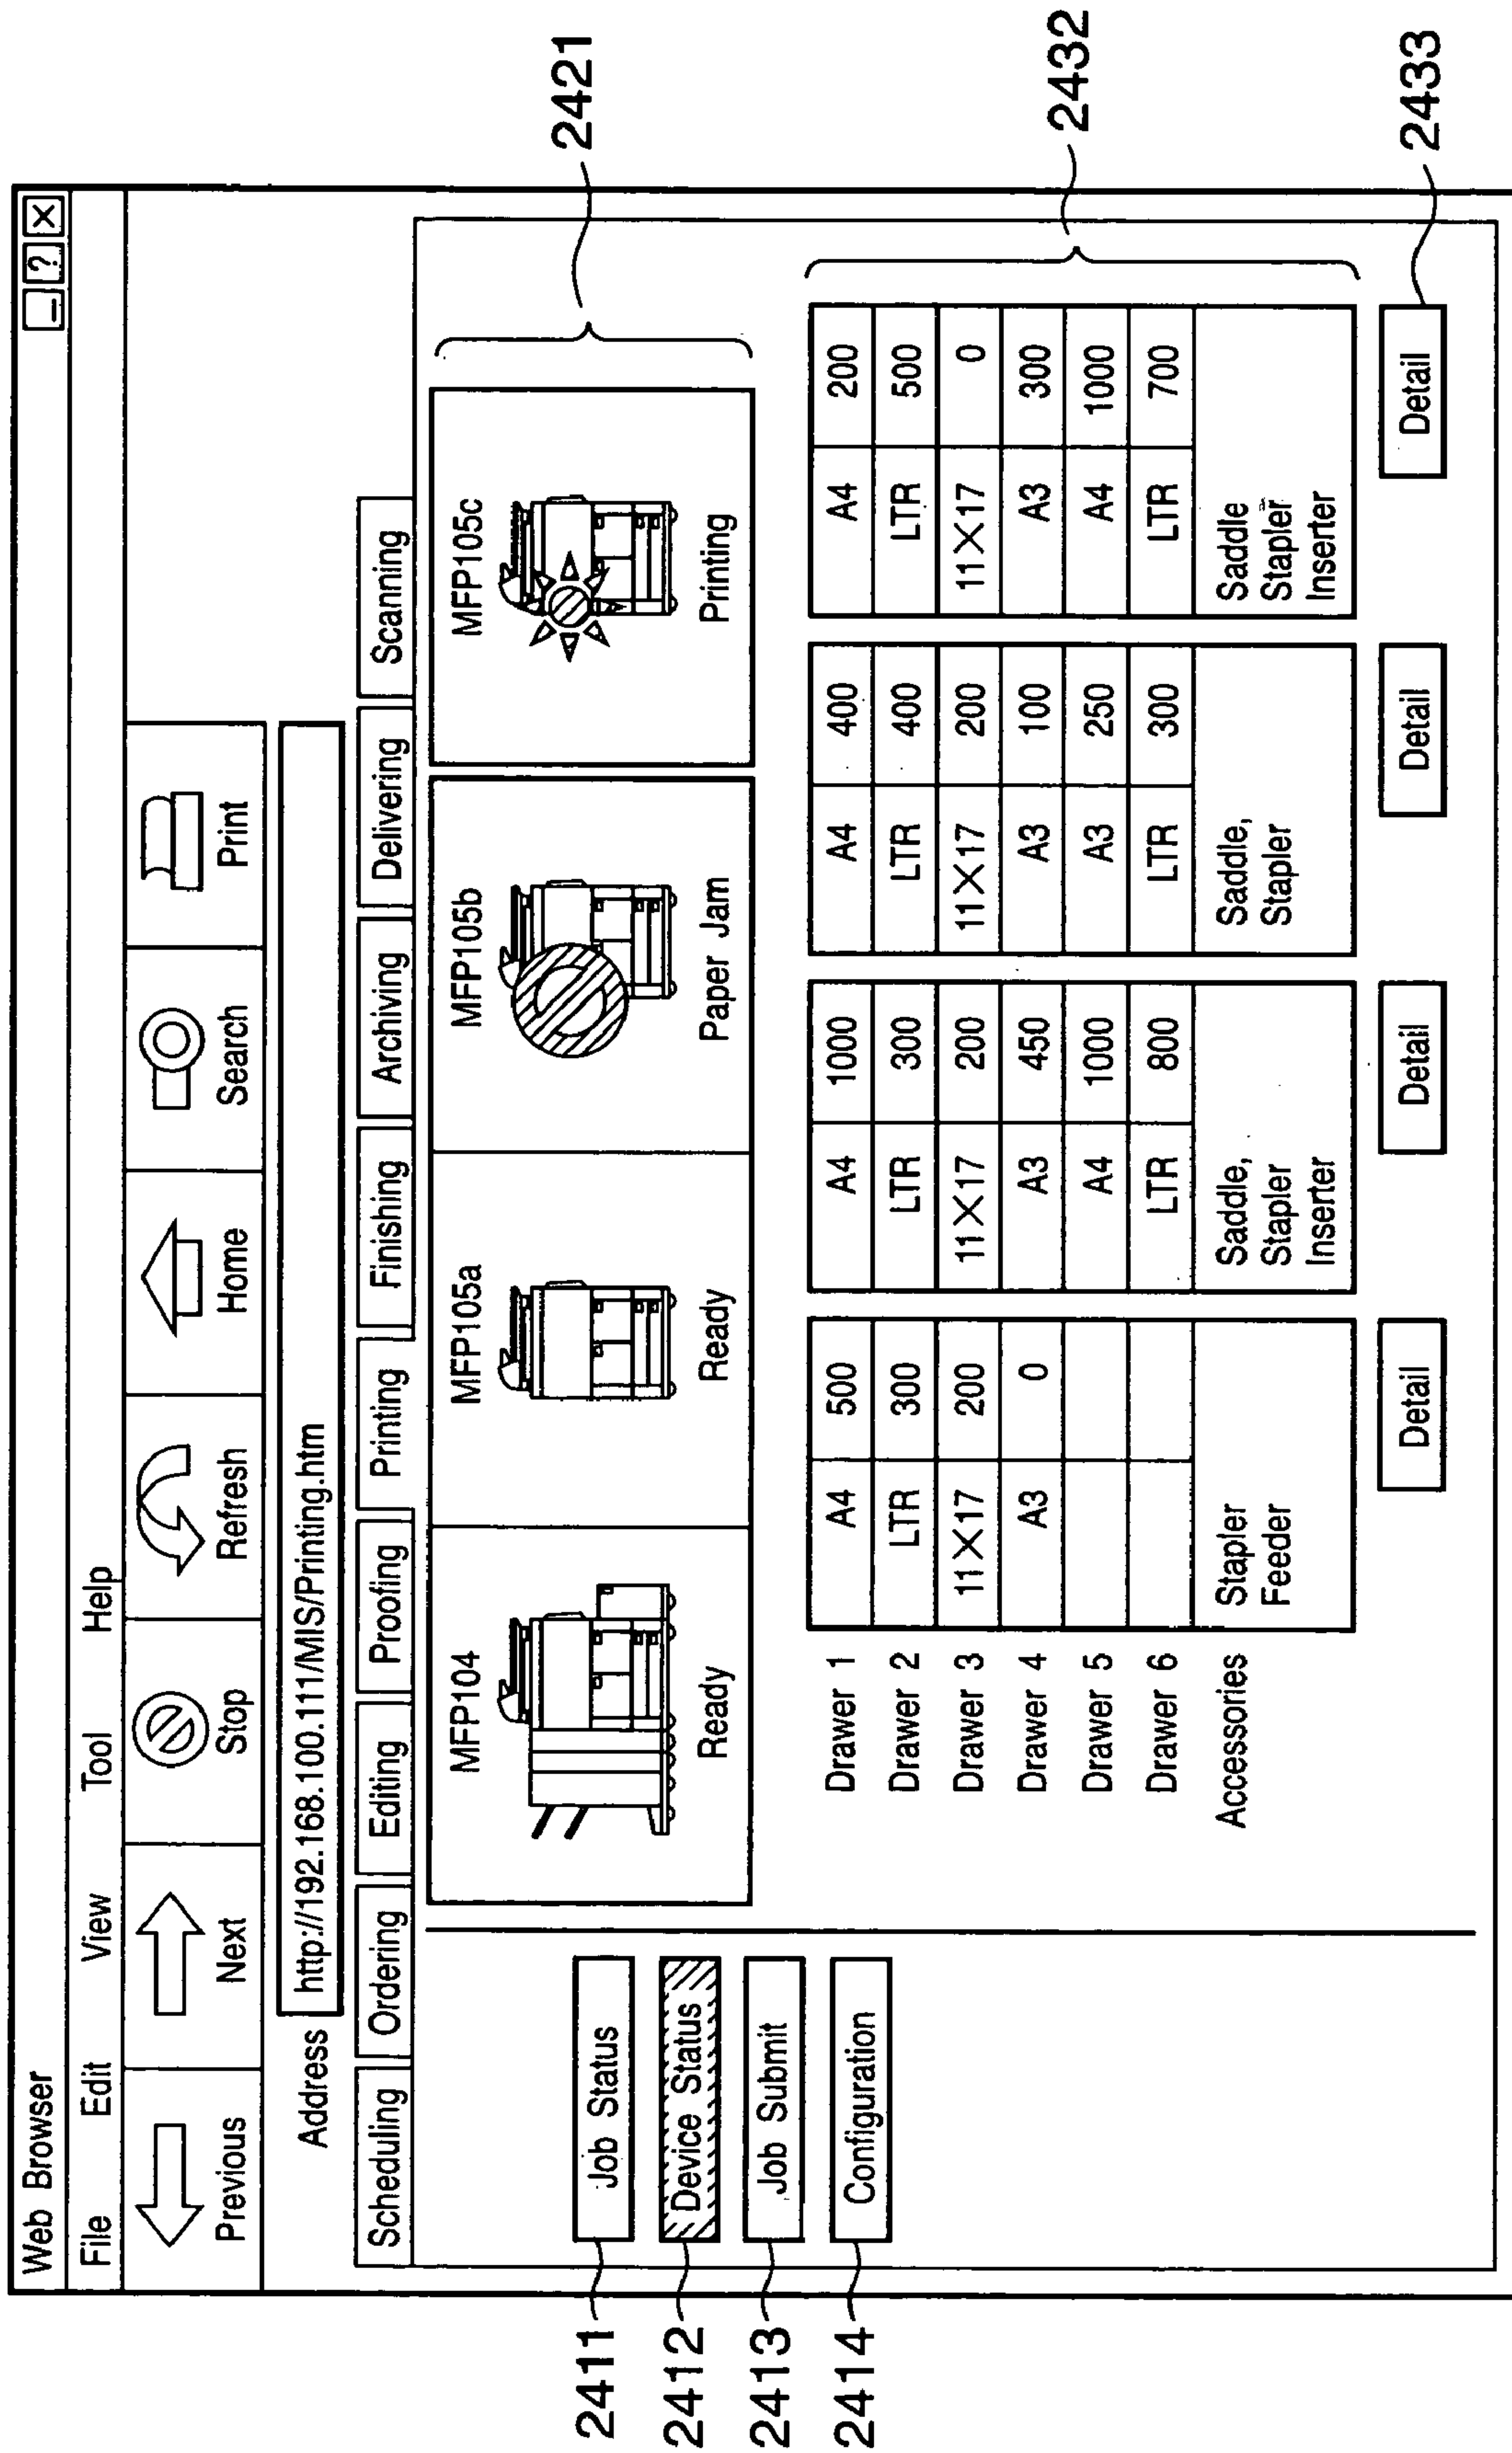 Web Browser
_ ? X
File Edit View Tool Help
Previous Next Stop Refresh Home Search Print
Address http://192.168.100.111/MIS/Printing.htm
Scheduling Ordering Editing Proofing Printing Finishing Archiving Delivering Scanning
2411 Job Status
2412 Device Status
2413 Job Submit
2414 Configuration
MFP104 MFP105a MFP105b MFP105c
Ready Ready Paper Jam Printing
2421
Drawer 1 A4 500 A4 1000 A4 400 A4 200
Drawer 2 LTR 300 LTR 300 LTR 400 LTR 500
Drawer 3 11×17 200 11×17 200 11×17 200 11×17 0
Drawer 4 A3 0 A3 450 A3 100 A3 300
Drawer 5 A4 1000 A3 250 A4 1000
Drawer 6 LTR 800 LTR 300 LTR 700
Accessories
Stapler
Feeder
Saddle,
Stapler
Inserter
Saddle,
Stapler
Saddle
Stapler
Inserter
2432
Detail Detail Detail Detail
2433